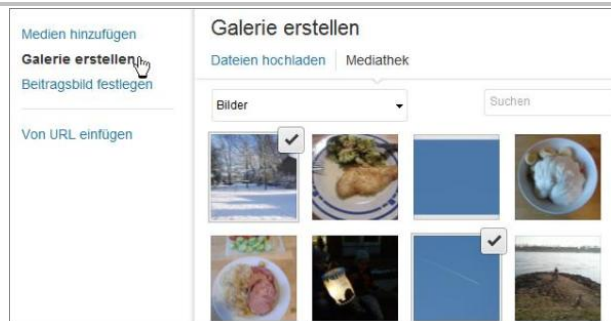 Medien hinzufügen
Galerie erstellen
Beitragsbild festlegen
Von URL einfügen
Galerie erstellen
Dateien hochladen Mediathek
Bilder
Suchen